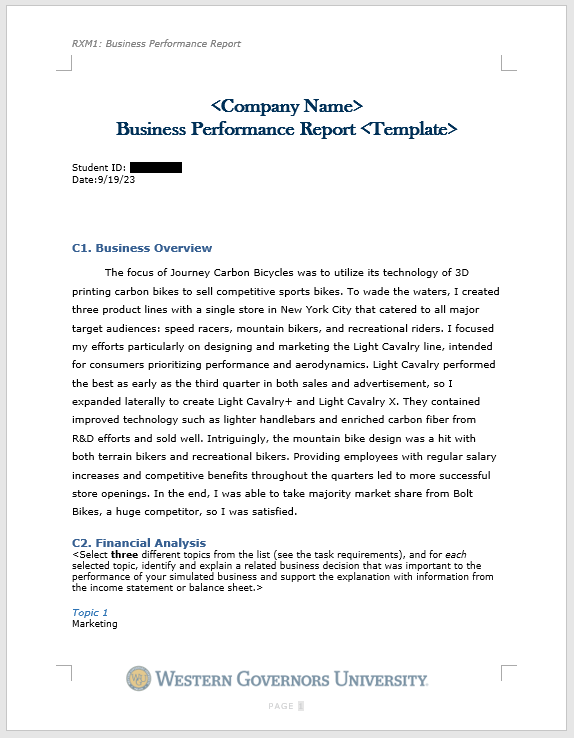 RXM1: Business Performance Report
<Company Name>
Business Performance Report <Template>
Student ID:
Date:9/19/23
C1. Business Overview
The focus of Journey Carbon Bicycles was to utilize its technology of 3D
printing carbon bikes to sell competitive sports bikes. To wade the waters, I created
three product lines with a single store in New York City that catered to all major
target audiences: speed racers, mountain bikers, and recreational riders. I focused
my efforts particularly on designing and marketing the Light Cavalry line, intended
for consumers prioritizing performance and aerodynamics. Light Cavalry performed
the best as early as the third quarter in both sales and advertisement, so I
expanded laterally to create Light Cavalry+ and Light Cavalry X. They contained
improved technology such as lighter handlebars and enriched carbon fiber from
R&D efforts and sold well. Intriguingly, the mountain bike design was a hit with
both terrain bikers and recreational bikers. Providing employees with regular salary
increases and competitive benefits throughout the quarters led to more successful
store openings. In the end, I was able to take majority market share from Bolt
Bikes, a huge competitor, so I was satisfied.
C2. Financial Analysis
<Select three different topics from the list (see the task requirements), and for each
selected topic, identify and explain a related business decision that was important to the
performance of your simulated business and support the explanation with information from
the income statement or balance sheet.>
Topic 1
Marketing
WESTERN GOVERNORS UNIVERSITY
PAGE